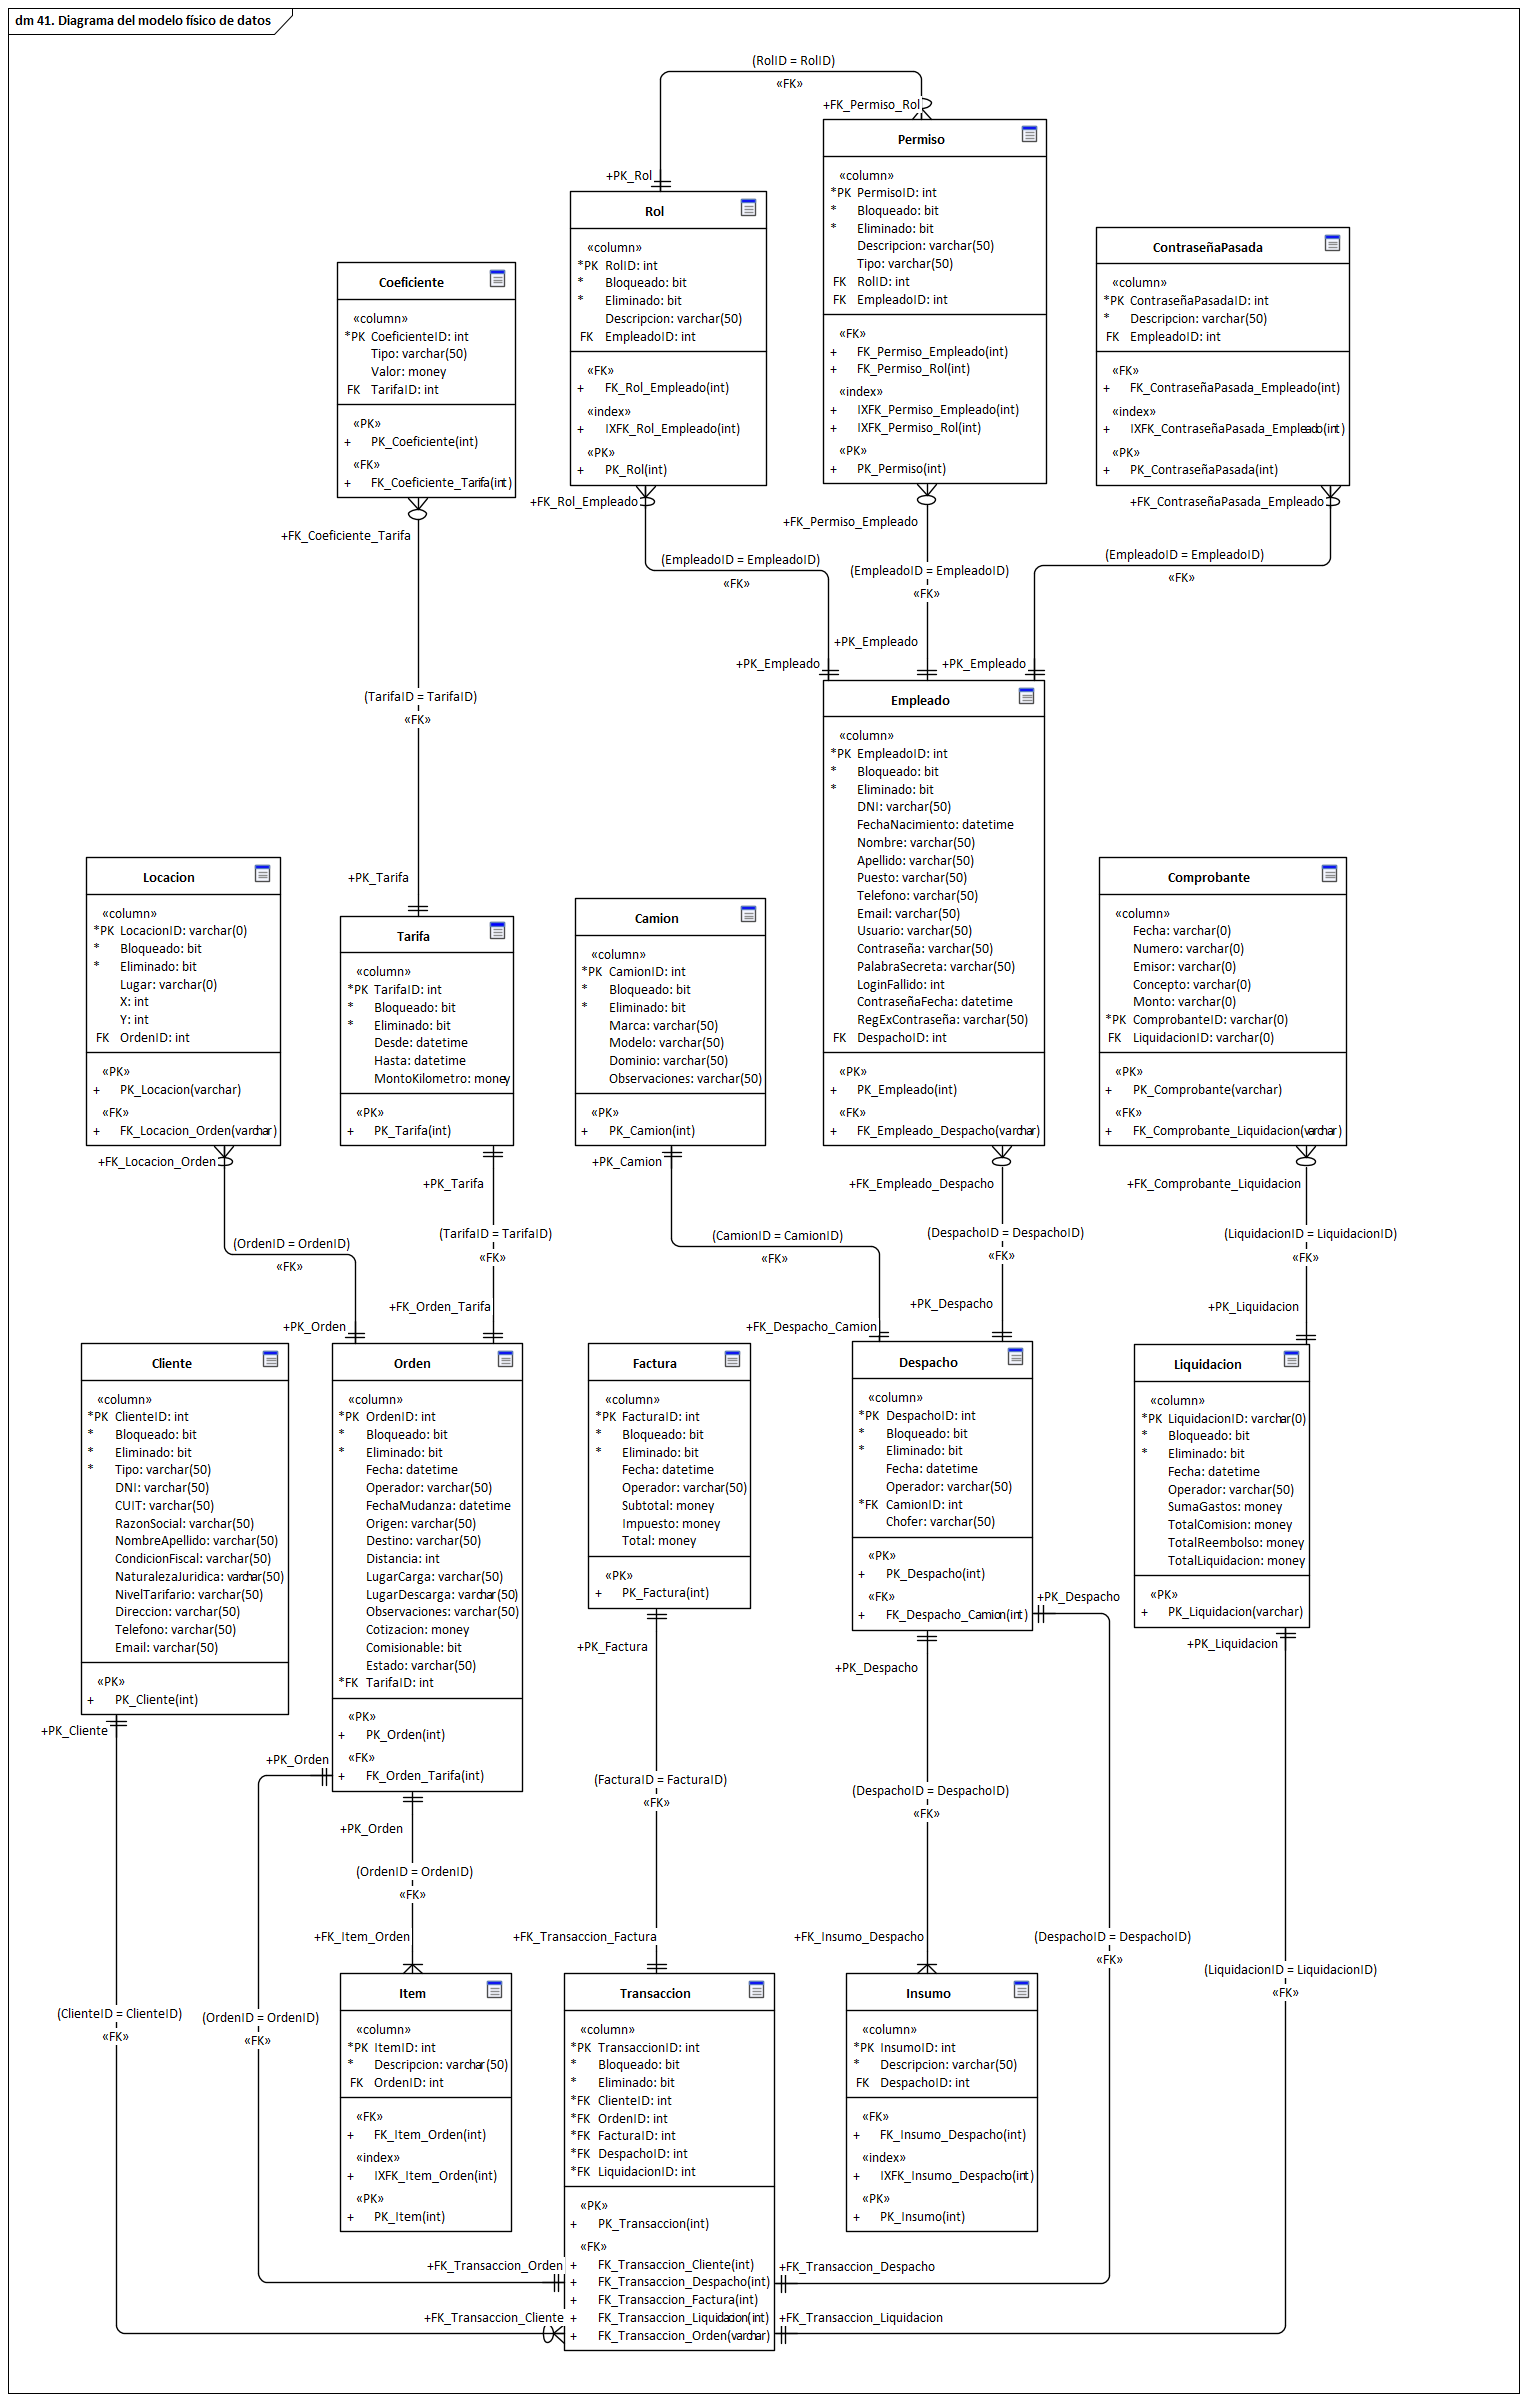 dm 41. Diagrama del modelo físico de datos
(RolID = RolID)
«FK»
+FK_Permiso_Rol
+PK_Rol
Permiso
«column»
*PK PermisoID: int
* Bloqueado: bit
* Eliminado: bit
Descripcion: varchar(50)
Tipo: varchar(50)
FK RolID: int
FK EmpleadoID: int
«FK»
+ FK_Permiso_Empleado(int)
+ FK_Permiso_Rol(int)
«index»
+ IXFK_Permiso_Empleado(int)
+ IXFK_Permiso_Rol(int)
«PK»
+ PK_Permiso(int)
Rol
«column»
*PK RolID: int
* Bloqueado: bit
* Eliminado: bit
Descripcion: varchar(50)
FK EmpleadoID: int
«FK»
+ FK_Rol_Empleado(int)
«index»
+ IXFK_Rol_Empleado(int)
«PK»
+ PK_Rol(int)
ContraseñaPasada
«column»
*PK ContraseñaPasadaID: int
* Descripcion: varchar(50)
FK EmpleadoID: int
«FK»
+ FK_ContraseñaPasada_Empleado(int)
«index»
+ IXFK_ContraseñaPasada_Empleado(int)
«PK»
+ PK_ContraseñaPasada(int)
Coeficiente
«column»
*PK CoeficienteID: int
Tipo: varchar(50)
Valor: money
FK TarifaID: int
«PK»
+ PK_Coeficiente(int)
«FK»
+ FK_Coeficiente_Tarifa(int)
+FK_Coeficiente_Tarifa
+FK_Rol_Empleado
+FK_Permiso_Empleado
+FK_ContraseñaPasada_Empleado
(EmpleadoID = EmpleadoID)
«FK»
(EmpleadoID = EmpleadoID)
«FK»
(EmpleadoID = EmpleadoID)
«FK»
+PK_Empleado
+PK_Empleado
+PK_Empleado
(TarifaID = TarifaID)
«FK»
+PK_Tarifa
Empleado
«column»
*PK EmpleadoID: int
* Bloqueado: bit
* Eliminado: bit
DNI: varchar(50)
FechaNacimiento: datetime
Nombre: varchar(50)
Apellido: varchar(50)
Puesto: varchar(50)
Telefono: varchar(50)
Email: varchar(50)
Usuario: varchar(50)
Contraseña: varchar(50)
PalabraSecreta: varchar(50)
LoginFallido: int
ContraseñaFecha: datetime
RegExContraseña: varchar(50)
FK DespachoID: int
«PK»
+ PK_Empleado(int)
«FK»
+ FK_Empleado_Despacho(varchar)
Locacion
«column»
*PK LocacionID: varchar(0)
* Bloqueado: bit
* Eliminado: bit
Lugar: varchar(0)
X: int
Y: int
FK OrdenID: int
«PK»
+ PK_Locacion(varchar)
«FK»
+ FK_Locacion_Orden(varchar)
Tarifa
«column»
*PK TarifaID: int
* Bloqueado: bit
* Eliminado: bit
Desde: datetime
Hasta: datetime
MontoKilometro: money
«PK»
+ PK_Tarifa(int)
Camion
«column»
*PK CamionID: int
* Bloqueado: bit
* Eliminado: bit
Marca: varchar(50)
Modelo: varchar(50)
Dominio: varchar(50)
Observaciones: varchar(50)
«PK»
+ PK_Camion(int)
Comprobante
«column»
Fecha: varchar(0)
Numero: varchar(0)
Emisor: varchar(0)
Concepto: varchar(0)
Monto: varchar(0)
*PK ComprobanteID: varchar(0)
FK LiquidacionID: varchar(0)
«PK»
+ PK_Comprobante(varchar)
«FK»
+ FK_Comprobante_Liquidacion(varchar)
+FK_Locacion_Orden
(OrdenID = OrdenID)
«FK»
+PK_Orden
+PK_Tarifa
(TarifaID = TarifaID)
«FK»
+FK_Orden_Tarifa
+PK_Camion
(CamionID = CamionID)
«FK»
+FK_Despacho_Camion
+FK_Empleado_Despacho
(DespachoID = DespachoID)
«FK»
+PK_Despacho
+FK_Comprobante_Liquidacion
(LiquidacionID = LiquidacionID)
«FK»
+PK_Liquidacion
Cliente
«column»
*PK ClienteID: int
* Bloqueado: bit
* Eliminado: bit
* Tipo: varchar(50)
DNI: varchar(50)
CUIT: varchar(50)
RazonSocial: varchar(50)
NombreApellido: varchar(50)
CondicionFiscal: varchar(50)
NaturalezaJuridica: varchar(50)
NivelTarifario: varchar(50)
Direccion: varchar(50)
Telefono: varchar(50)
Email: varchar(50)
«PK»
+ PK_Cliente(int)
Orden
«column»
*PK OrdenID: int
* Bloqueado: bit
* Eliminado: bit
Fecha: datetime
Operador: varchar(50)
FechaMudanza: datetime
Origen: varchar(50)
Destino: varchar(50)
Distancia: int
LugarCarga: varchar(50)
LugarDescarga: varchar(50)
Observaciones: varchar(50)
Cotizacion: money
Comisionable: bit
Estado: varchar(50)
*FK TarifaID: int
«PK»
+ PK_Orden(int)
«FK»
+ FK_Orden_Tarifa(int)
Factura
«column»
*PK FacturaID: int
* Bloqueado: bit
* Eliminado: bit
Fecha: datetime
Operador: varchar(50)
Subtotal: money
Impuesto: money
Total: money
«PK»
+ PK_Factura(int)
Despacho
«column»
*PK DespachoID: int
* Bloqueado: bit
* Eliminado: bit
Fecha: datetime
Operador: varchar(50)
*FK CamionID: int
Chofer: varchar(50)
«PK»
+ PK_Despacho(int)
«FK»
+ FK_Despacho_Camion(int)
Liquidacion
«column»
*PK LiquidacionID: varchar(0)
* Bloqueado: bit
* Eliminado: bit
Fecha: datetime
Operador: varchar(50)
SumaGastos: money
TotalComision: money
TotalReembolso: money
TotalLiquidacion: money
«PK»
+ PK_Liquidacion(varchar)
+PK_Cliente
+PK_Orden
+PK_Orden
+PK_Factura
+PK_Despacho
+PK_Despacho
+PK_Liquidacion
(OrdenID = OrdenID)
«FK»
+FK_Item_Orden
(FacturaID = FacturaID)
«FK»
+FK_Transaccion_Factura
(DespachoID = DespachoID)
«FK»
+FK_Insumo_Despacho
(DespachoID = DespachoID)
«FK»
(LiquidacionID = LiquidacionID)
«FK»
(ClienteID = ClienteID)
«FK»
(OrdenID = OrdenID)
«FK»
Item
«column»
*PK ItemID: int
* Descripcion: varchar(50)
FK OrdenID: int
«FK»
+ FK_Item_Orden(int)
«index»
+ IXFK_Item_Orden(int)
«PK»
+ PK_Item(int)
Transaccion
«column»
*PK TransaccionID: int
* Bloqueado: bit
* Eliminado: bit
*FK ClienteID: int
*FK OrdenID: int
*FK FacturaID: int
*FK DespachoID: int
*FK LiquidacionID: int
«PK»
+ PK_Transaccion(int)
«FK»
+ FK_Transaccion_Cliente(int)
+ FK_Transaccion_Despacho(int)
+ FK_Transaccion_Factura(int)
+ FK_Transaccion_Liquidacion(int)
+ FK_Transaccion_Orden(varchar)
Insumo
«column»
*PK InsumoID: int
* Descripcion: varchar(50)
FK DespachoID: int
«FK»
+ FK_Insumo_Despacho(int)
«index»
+ IXFK_Insumo_Despacho(int)
«PK»
+ PK_Insumo(int)
+FK_Transaccion_Orden
+FK_Transaccion_Despacho
+FK_Transaccion_Cliente
+FK_Transaccion_Liquidacion